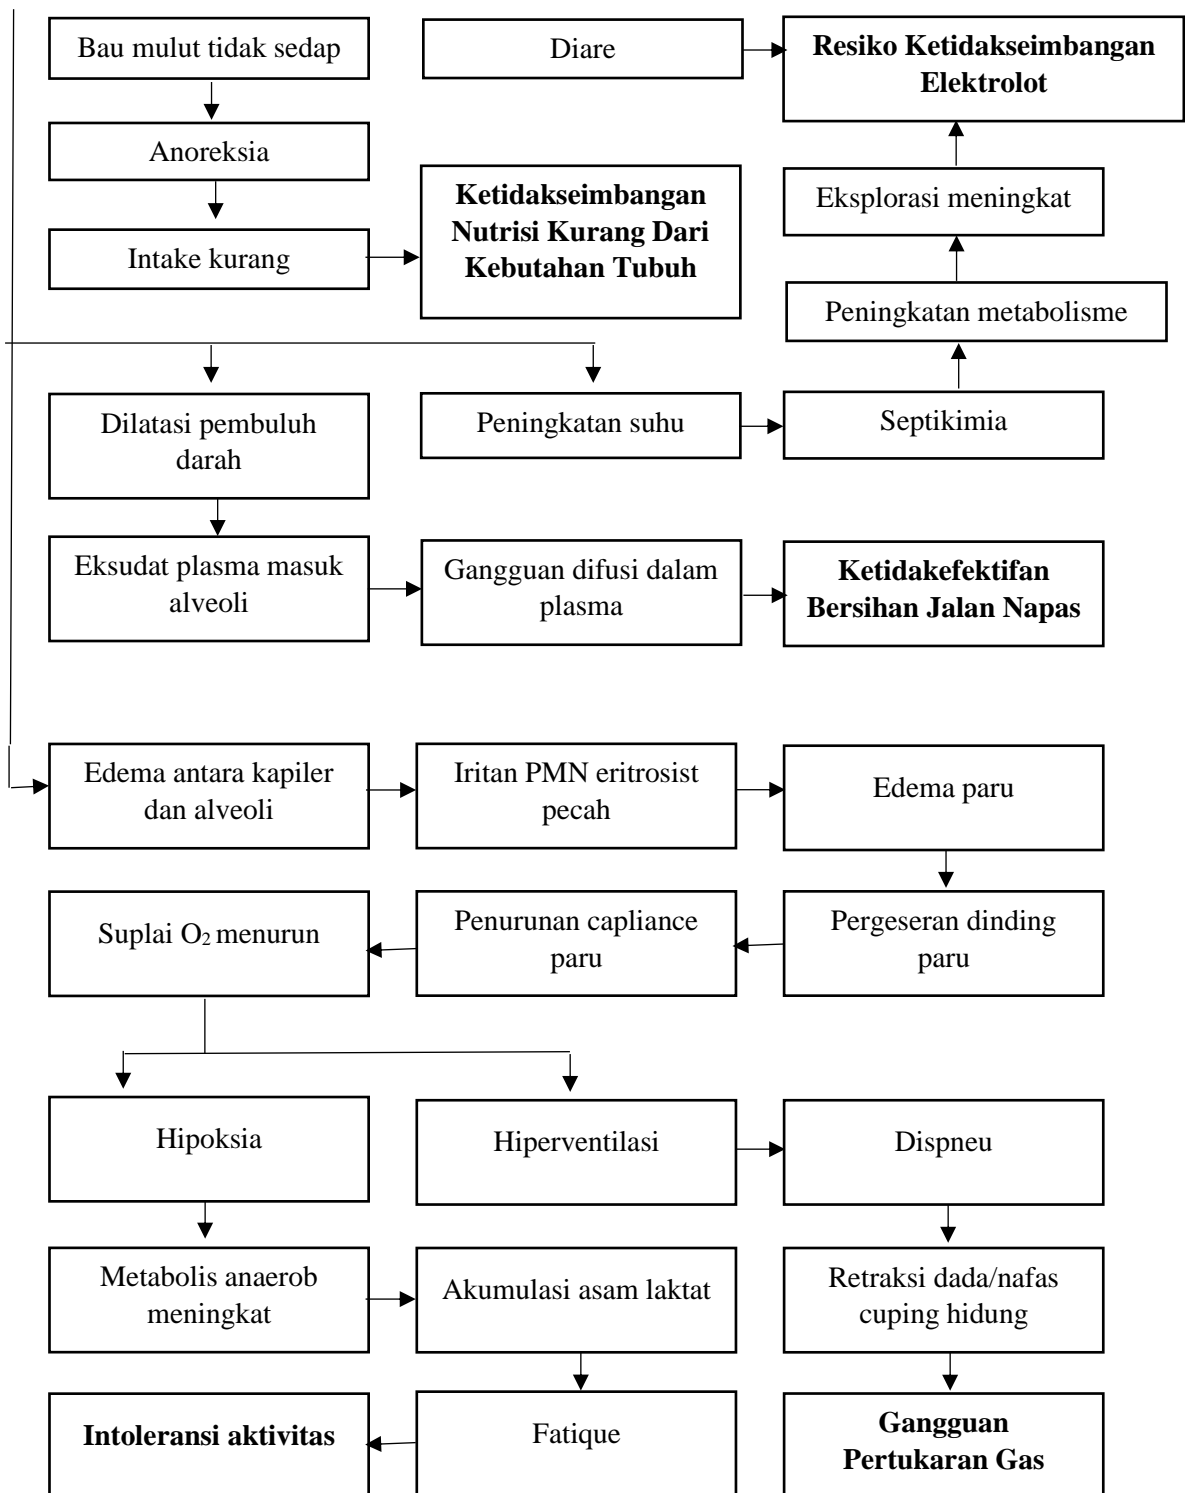 Bau mulut tidak sedap
Diare
Resiko Ketidakseimbangan
Elektrolot
Anoreksia
Ketidakseimbangan
Nutrisi Kurang Dari
Kebutahan Tubuh
Eksplorasi meningkat
Intake kurang
Peningkatan metabolisme
Dilatasi pembuluh
darah
Peningkatan suhu
Septikimia
Eksudat plasma masuk
alveoli
Gangguan difusi dalam
plasma
Ketidakefektifan
Bersihan Jalan Napas
Edema antara kapiler
dan alveoli
Iritan PMN eritrosist
pecah
Edema paru
Suplai O₂ menurun
Penurunan capliance
paru
Pergeseran dinding
paru
Hipoksia
Hiperventilasi
Dispneu
Metabolis anaerob
meningkat
Akumulasi asam laktat
Retraksi dada/nafas
cuping hidung
Intoleransi aktivitas
Fatique
Gangguan
Pertukaran Gas